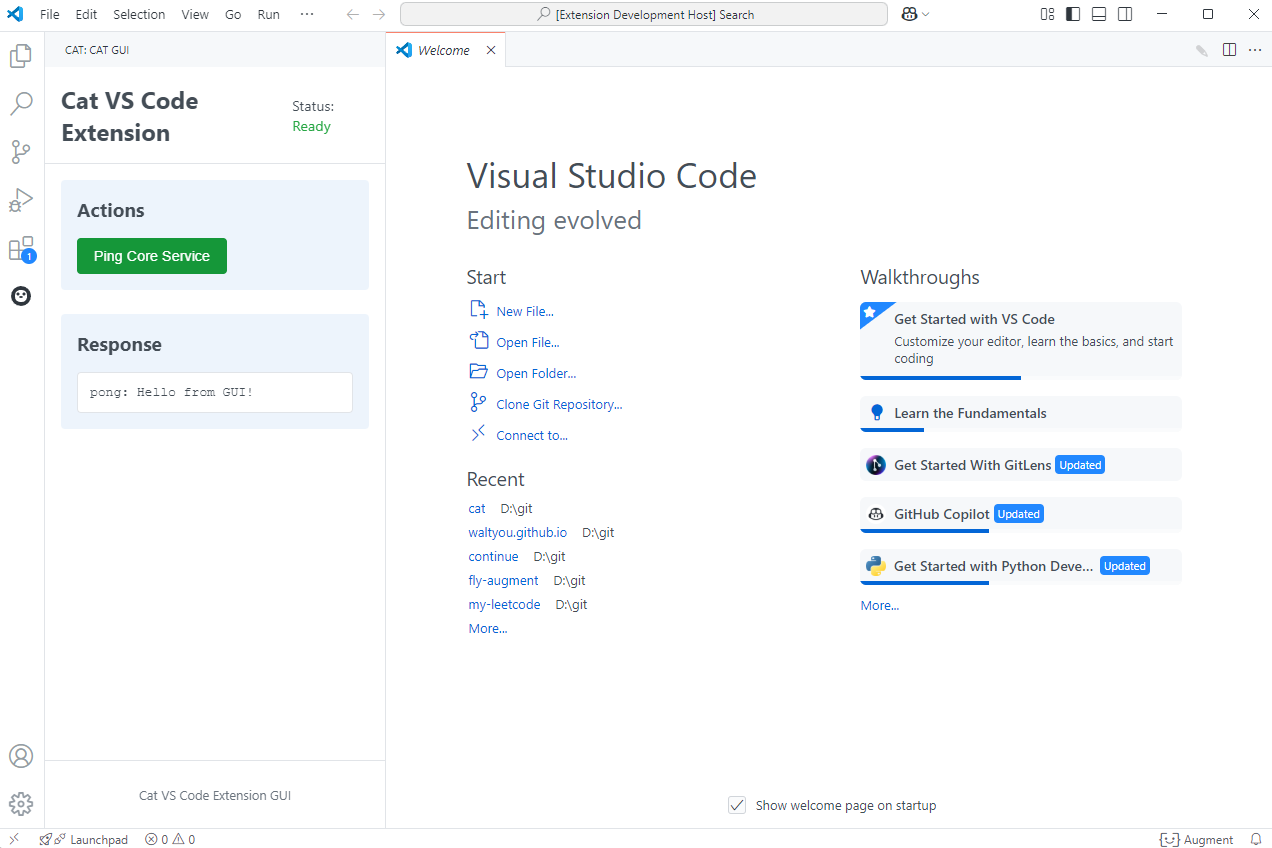 File Edit Selection View Go Run ···
[Extension Development Host] Search
CAT: CAT GUI
Cat VS Code
Extension
Status:
Ready
Actions
Ping Core Service
Response
pong: Hello from GUI!
Cat VS Code Extension GUI
1
Welcome
Visual Studio Code
Editing evolved
Start
New File...
Open File...
Open Folder...
Clone Git Repository...
Connect to...
Recent
cat D:\git
waltyou.github.io D:\git
continue D:\git
fly-augment D:\git
my-leetcode D:\git
More...
Walkthroughs
Get Started with VS Code
Customize your editor, learn the basics, and start
coding
Learn the Fundamentals
Get Started With GitLens Updated
GitHub Copilot Updated
Get Started with Python Deve... Updated
More...
Show welcome page on startup
Launchpad 0 0
Augment